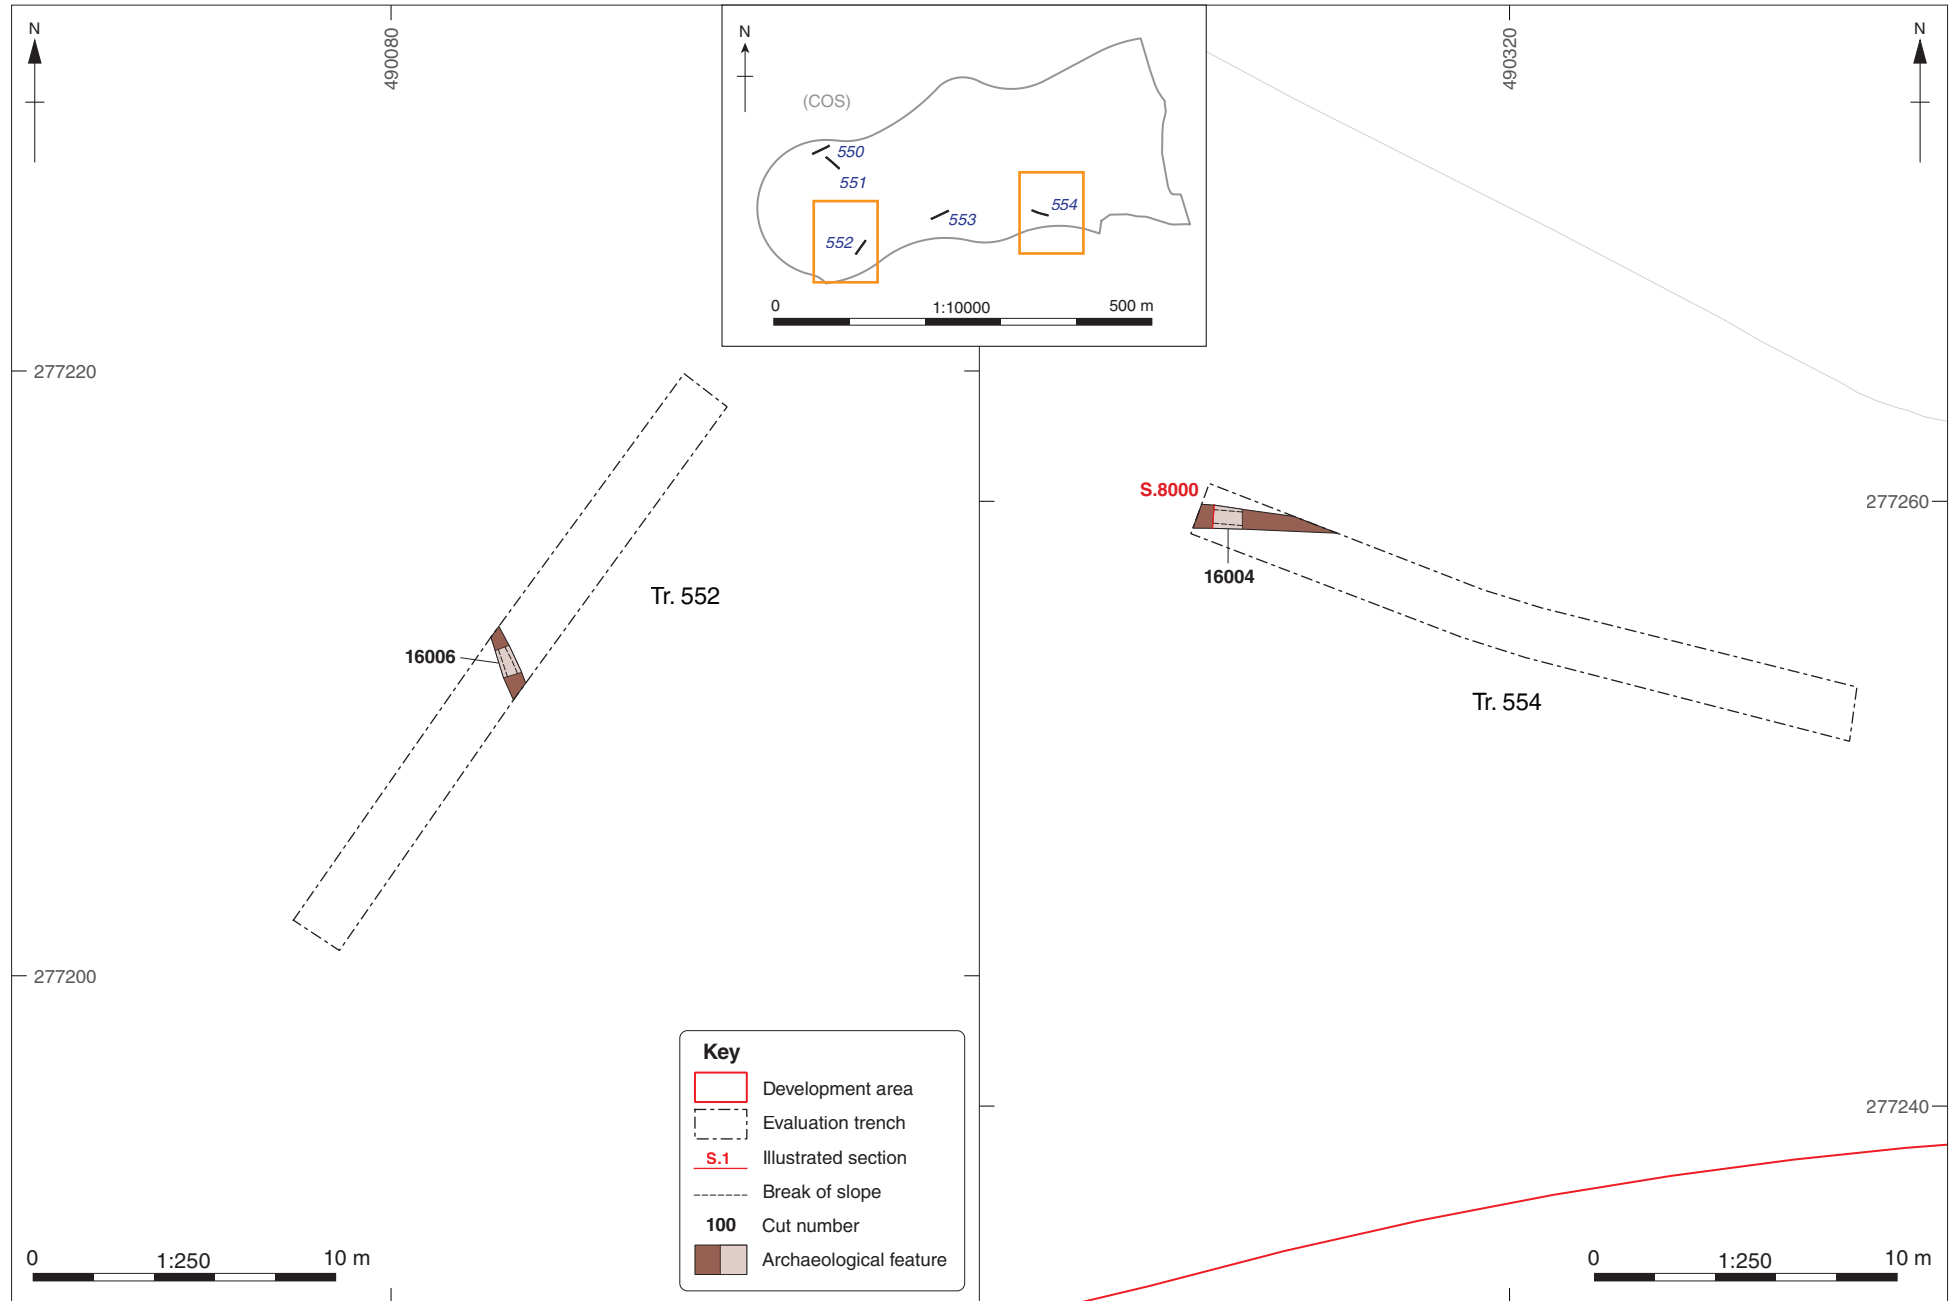 N
490080
N
(COS)
550
551
552
553
554
0 1:10000 500 m
490320
N
277220
277260
S.8000
16004
Tr. 552
16006
Tr. 554
277200
277240
Key
Development area
Evaluation trench
S.1 Illustrated section
Break of slope
100 Cut number
Archaeological feature
0 1:250 10 m
0 1:250 10 m